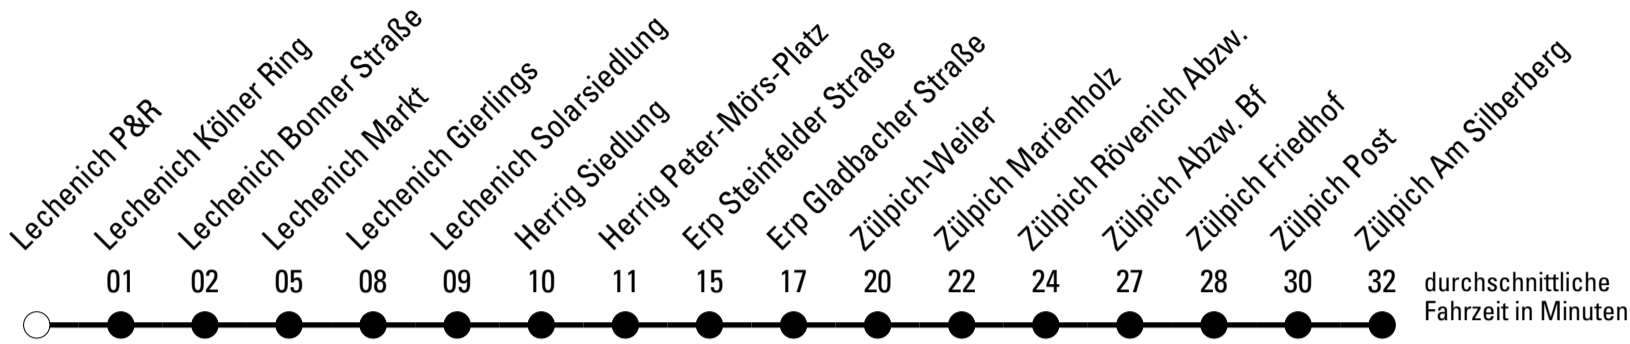 Lechenich P&R
Lechenich Kölner Ring
Lechenich Bonner Straße
Lechenich Markt
Lechenich Gierlings
Lechenich Solarsiedlung
Herrig Siedlung
Herrig Peter-Mörs-Platz
Erp Steinfelder Straße
Erp Gladbacher Straße
Zülpich-Weiler
Zülpich Marienholz
Zülpich Rövenich Abzw.
Zülpich Abzw. Bf
Zülpich Friedhof
Zülpich Post
Zülpich Am Silberberg
01 02 05 08 09 10 11 15 17 20 22 24 27 28 30 32
durchschnittliche
Fahrzeit in Minuten